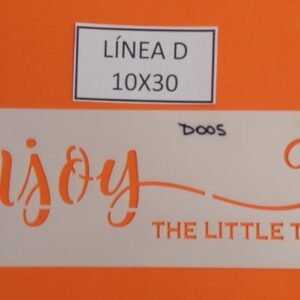 LÍNEA D
10X30
D005
njoy
THE LITTLE T